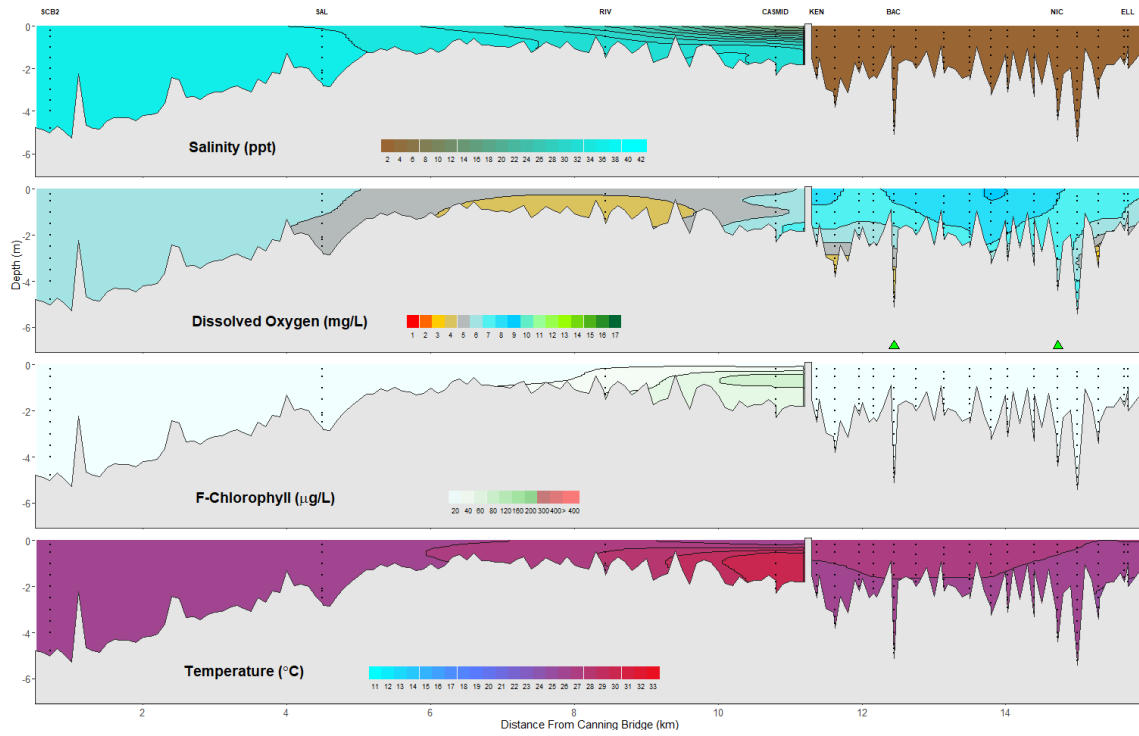 SCB2 SAL RIV CASMID KEN BAC NIC ELL
0
-2
-4
-6
Salinity (ppt)
2 4 6 8 10 12 14 16 18 20 22 24 26 28 30 32 33 34 35 36 37 38 40 42
0
-2
-4
-6
Dissolved Oxygen (mg/L)
1 2 3 4 5 6 7 8 9 10 11 12 13 14 15 16 17
Depth (m)
0
-2
-4
-6
F-Chlorophyll (µg/L)
20 40 60 80 120 160 200 300 400 > 400
0
-2
-4
-6
Temperature (°C)
11 12 13 14 15 16 17 18 19 20 21 22 23 24 25 26 27 28 29 30 31 32 33
2 4 6 8 10 12 14
Distance From Canning Bridge (km)